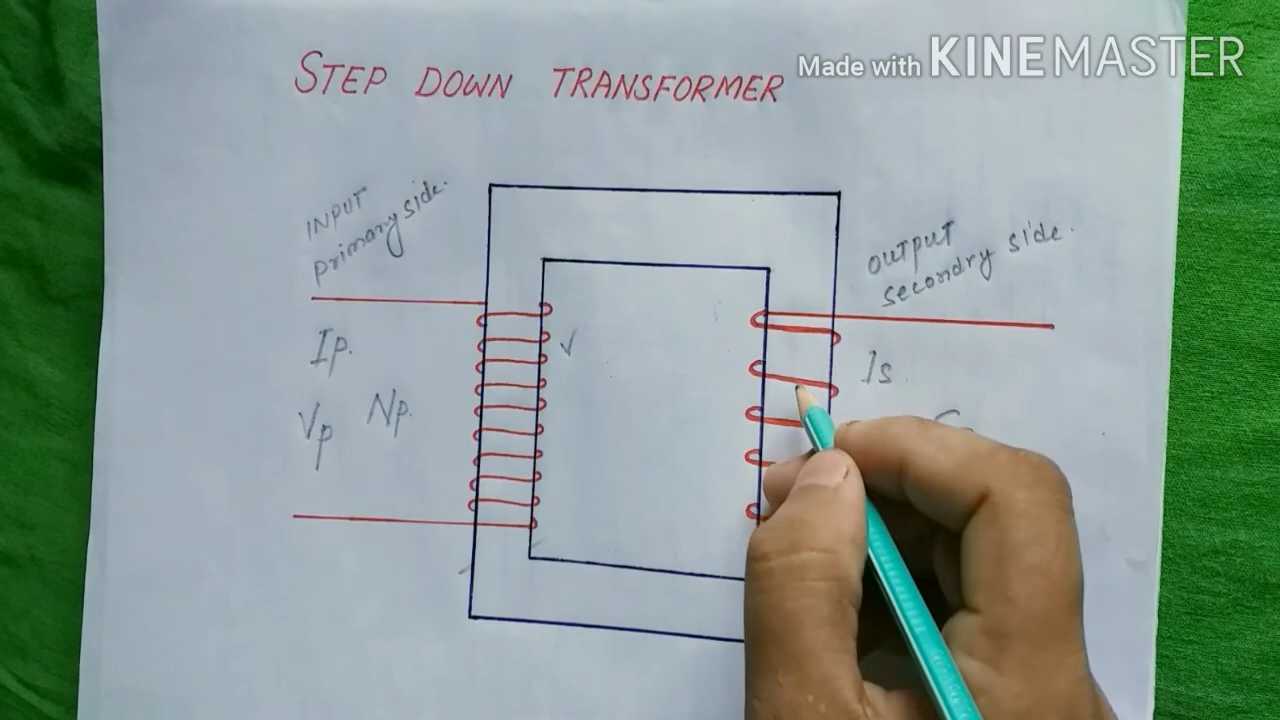 STEP DOWN TRANSFORMER
Made with KINEMASTER
INPUT
primary side.
OUTPUT
secondry side.
Ip.
Is
Vp
Np.